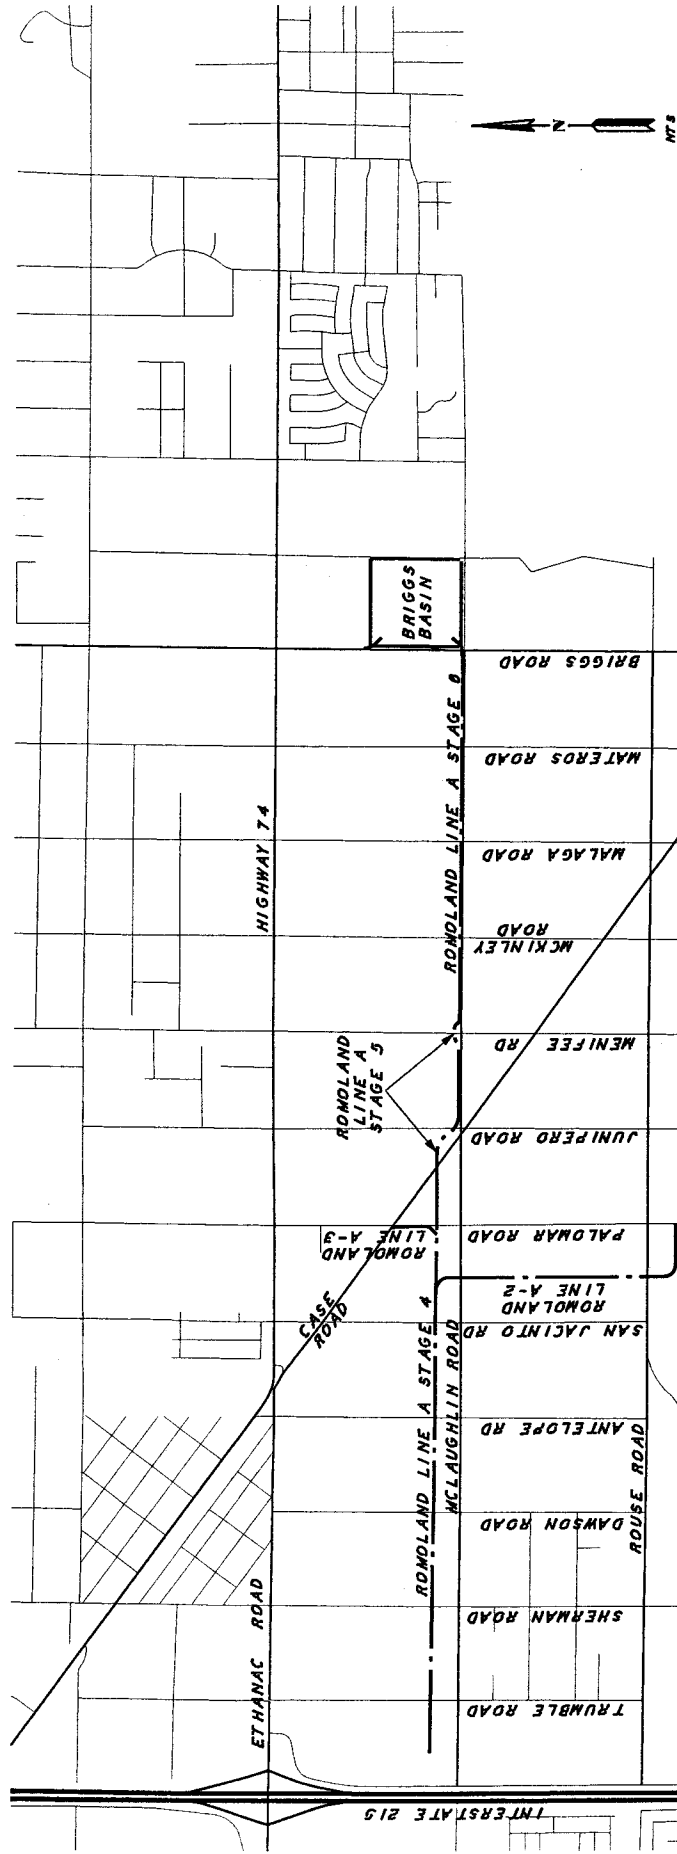 N
NTS
BRIGGS
BASIN
BRIGGS ROAD
ROMOLAND LINE A STAGE 0
MATEROS ROAD
HIGHWAY 74
MALAGA ROAD
MCKINLEY
ROAD
MENIFEE RD
ROMOLAND
LINE A
STAGE 5
JUNIPERO ROAD
PALOMAR ROAD
ROMOLAND
LINE A-3
ROMOLAND
LINE A-2
CASE
ROAD
SAN JACINTO RD
ROMOLAND LINE A STAGE 4
MCLAUGHLIN ROAD
ANTELOPE RD
ROUSE ROAD
DAWSON ROAD
SHERMAN ROAD
ETHANAC ROAD
TRUMBLE ROAD
INTERSTATE 215